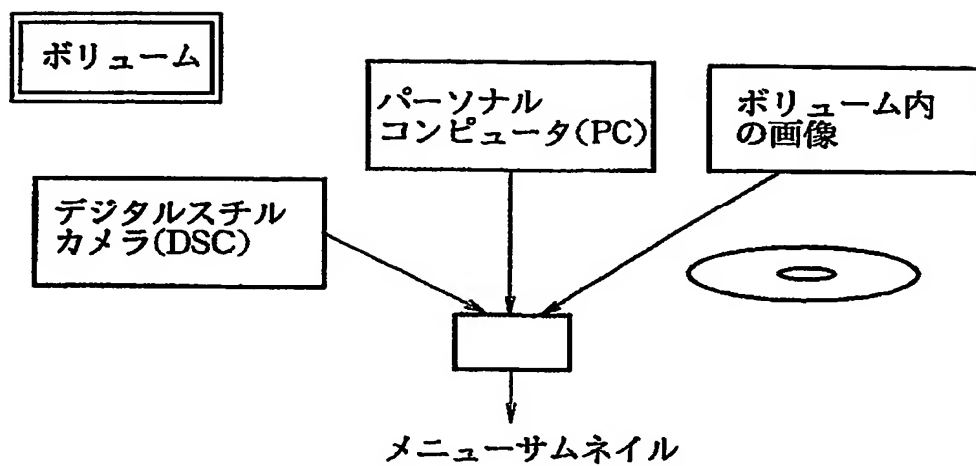 ボリューム
パーソナル
コンピュータ(PC)
ボリューム内
の画像
デジタルスチル
カメラ(DSC)
メニューサムネイル